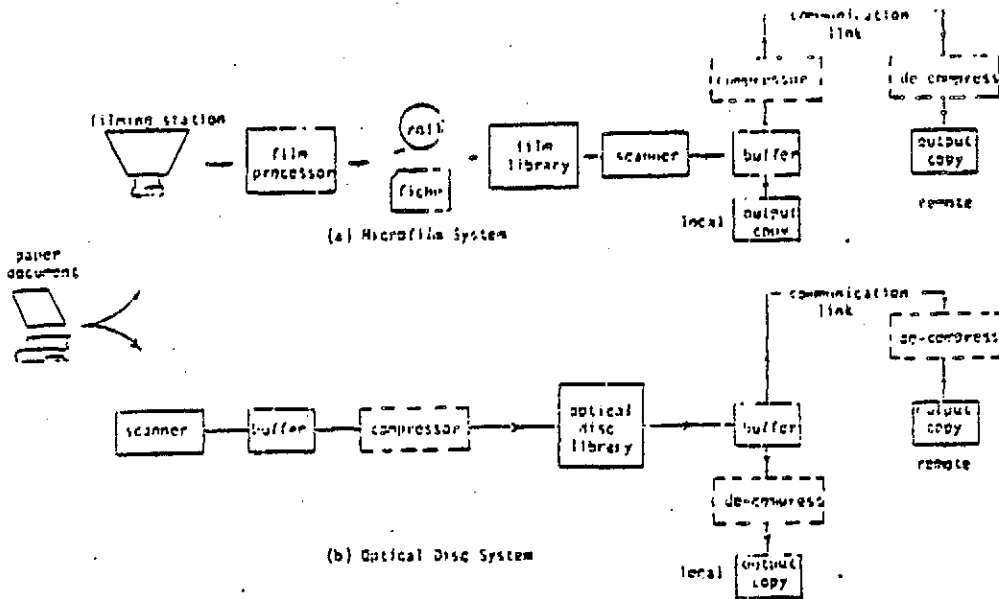 communication
link
compressor
de-compress
filming station
film
processor
roll
fiche
film
library
scanner
buffer
output
copy
remote
local
output
copy
(a) Microfilm System
paper
document
communication
link
de-compress
scanner
buffer
compressor
optical
disc
library
buffer
output
copy
remote
de-compress
(b) Optical Disc System
local
output
copy